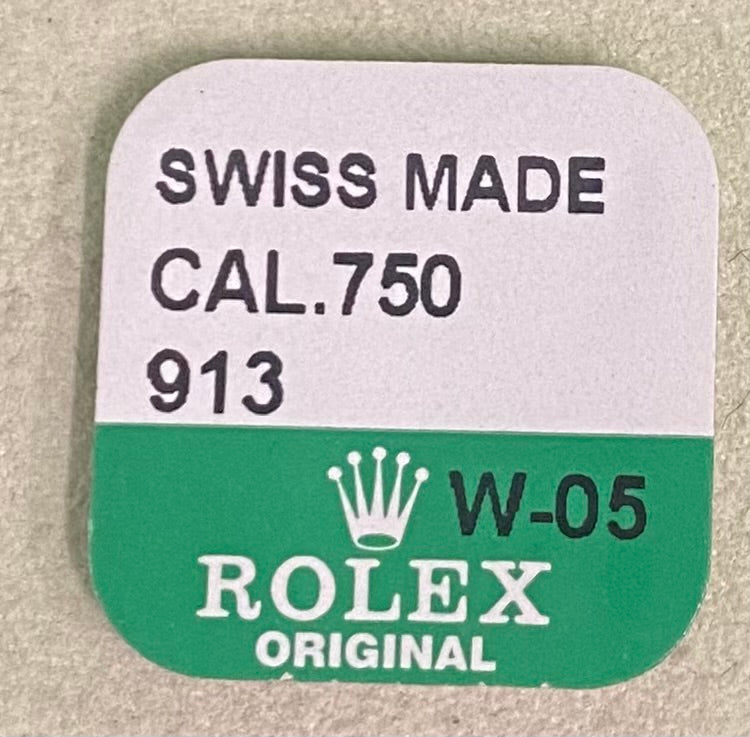 SWISS MADE
CAL.750
913
W-05
ROLEX
ORIGINAL